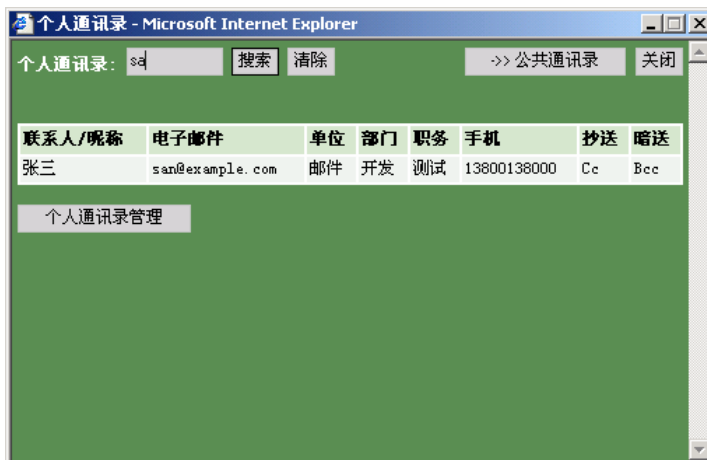 个人通讯录 - Microsoft Internet Explorer
个人通讯录: sa 搜索 清除 ->> 公共通讯录 关闭
联系人/昵称 电子邮件 单位 部门 职务 手机 抄送 暗送
张三 san@example.com 邮件 开发 测试 13800138000 Cc Bcc
个人通讯录管理